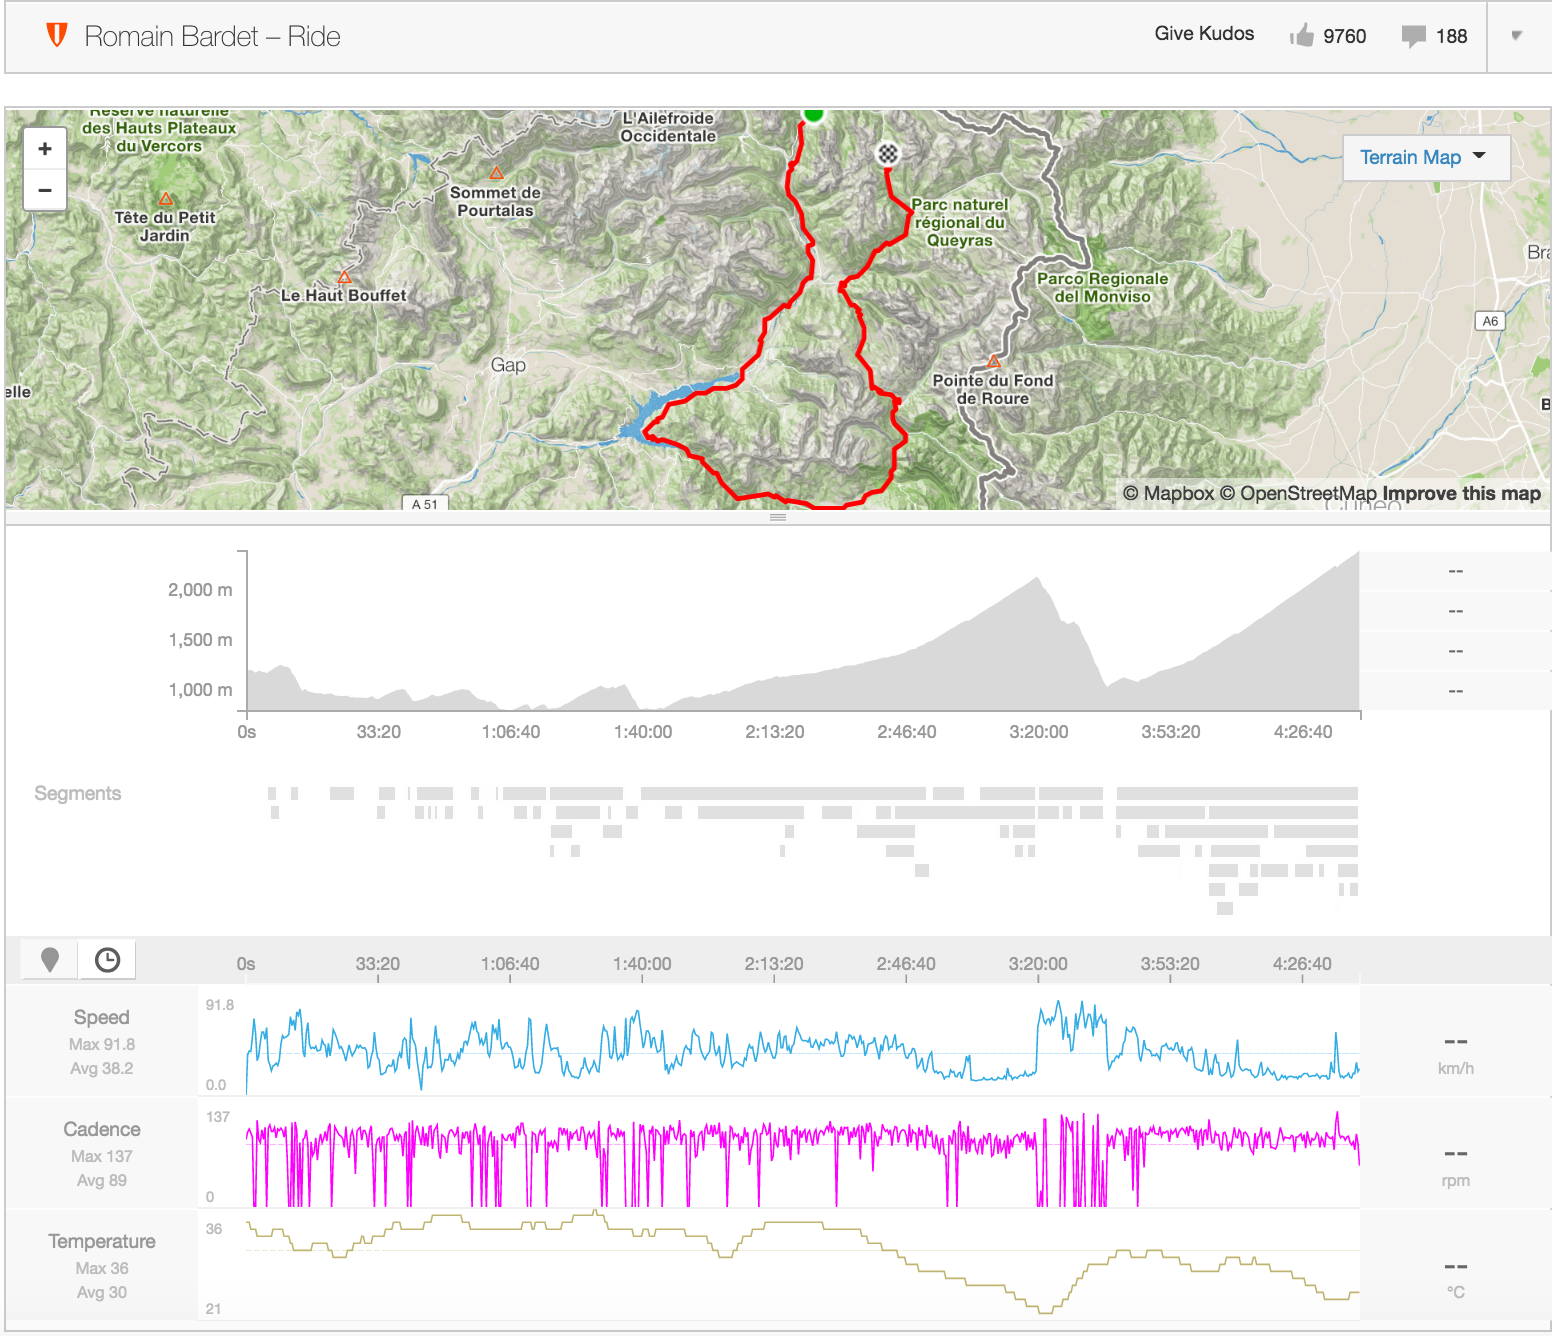 Romain Bardet – Ride
Give Kudos 9760 188
Réserve naturelle
des Hauts Plateaux
du Vercors
L'Ailefroide
Occidentale
+
−
Terrain Map
Sommet de
Pourtalas
Tête du Petit
Jardin
Parc naturel
régional du
Queyras
Le Haut Bouffet
Parco Regionale
del Monviso
Bra
A6
Gap
elle
Pointe du Fond
de Roure
B
A 51
© Mapbox © OpenStreetMap Improve this map
Cuneo
2,000 m
1,500 m
1,000 m
--
--
--
--
0s 33:20 1:06:40 1:40:00 2:13:20 2:46:40 3:20:00 3:53:20 4:26:40
Segments
0s 33:20 1:06:40 1:40:00 2:13:20 2:46:40 3:20:00 3:53:20 4:26:40
Speed
Max 91.8
Avg 38.2
91.8
0.0
--
km/h
Cadence
Max 137
Avg 89
137
0
--
rpm
Temperature
Max 36
Avg 30
36
21
--
°C